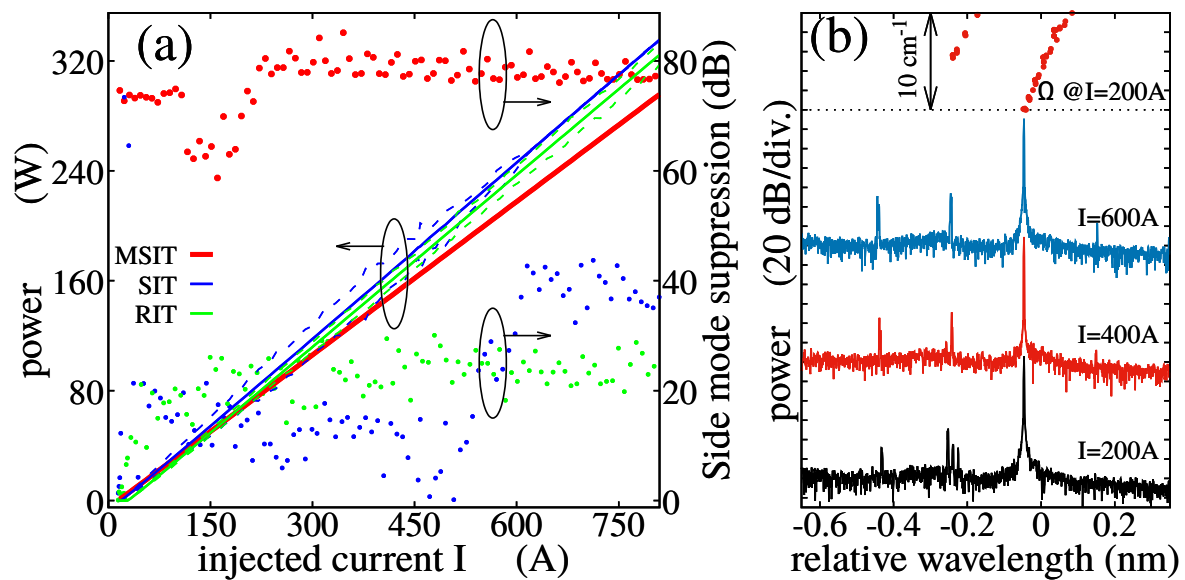 (a)
320
240
160
80
0
power (W)
MSIT
SIT
RIT
0 150 300 450 600 750
injected current I (A)
80
60
40
20
0
Side mode suppression (dB)
(b)
10 cm⁻¹
Ω @I=200A
I=600A
I=400A
I=200A
power (20 dB/div.)
-0.6 -0.4 -0.2 0 0.2
relative wavelength (nm)